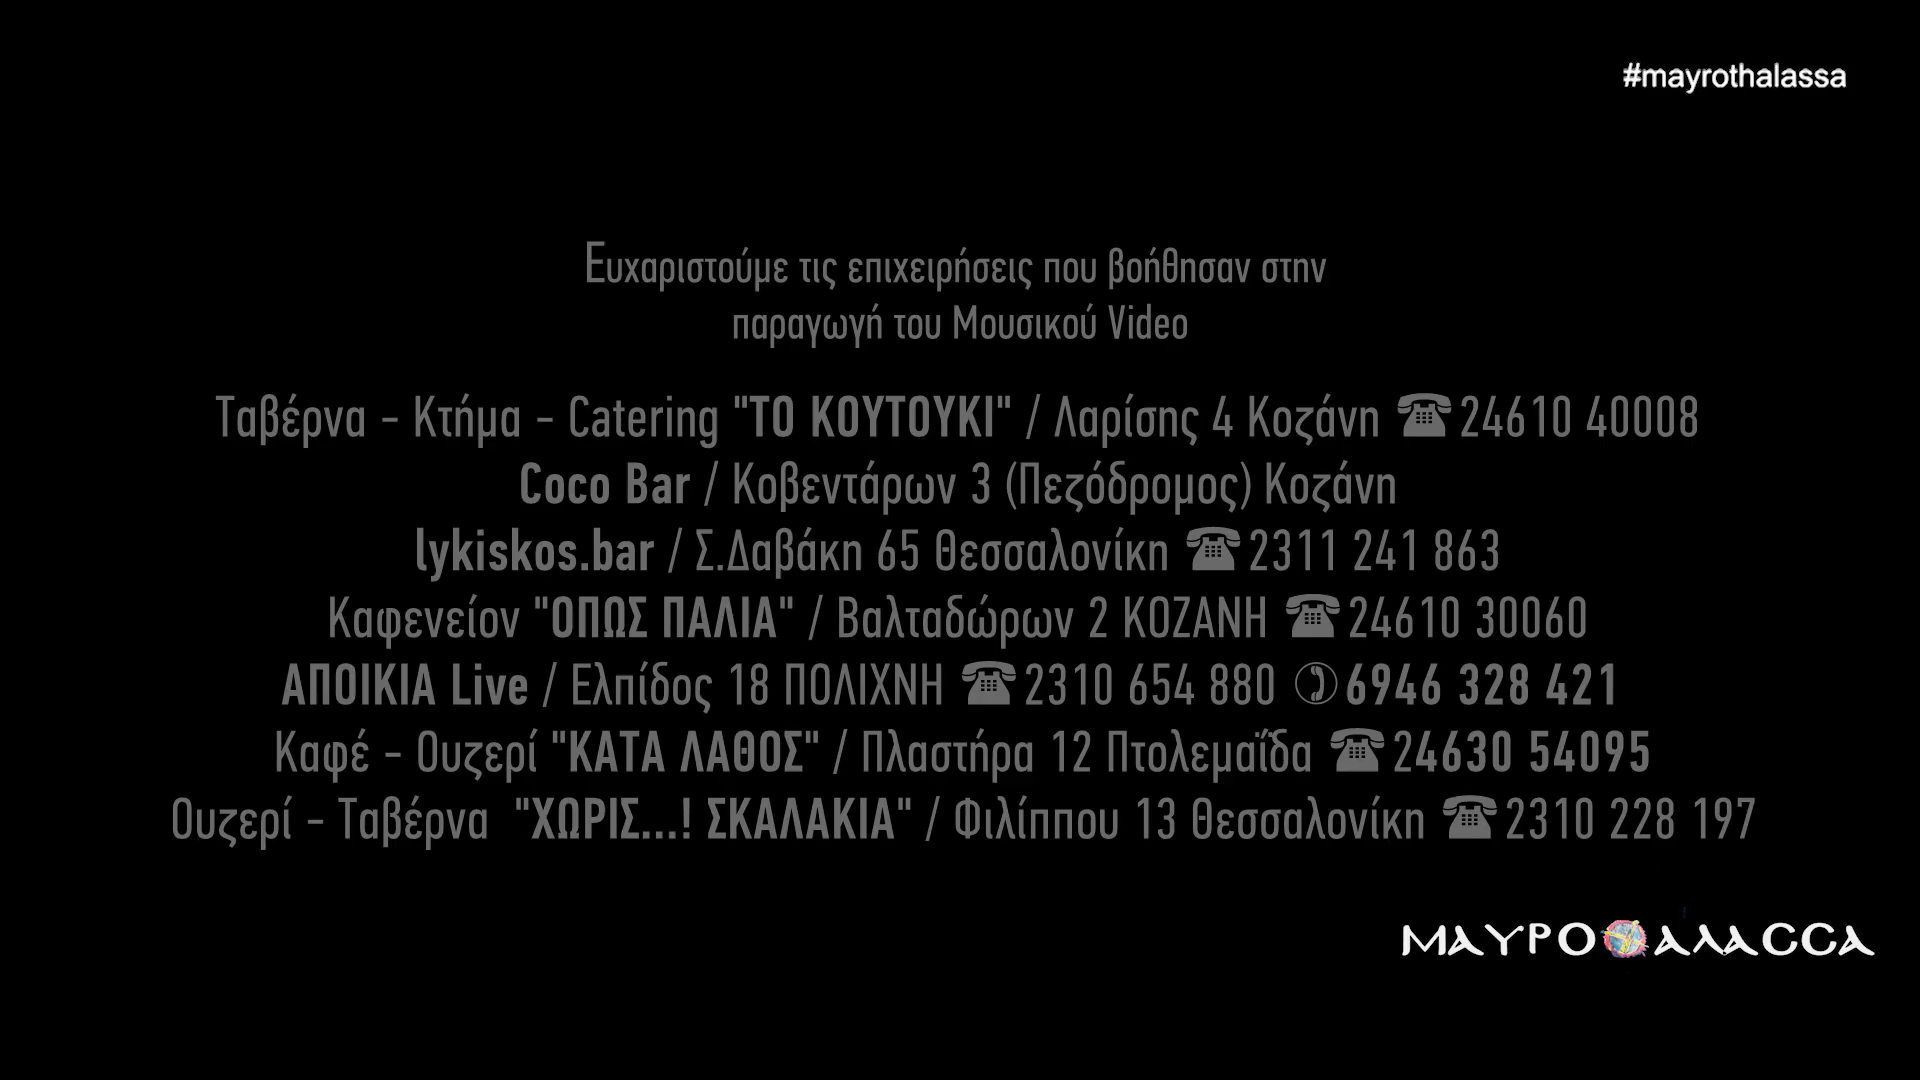 #mayrothalassa
Ευχαριστούμε τις επιχειρήσεις που βοήθησαν στην
παραγωγή του Μουσικού Video
Ταβέρνα - Κτήμα - Catering "ΤΟ ΚΟΥΤΟΥΚΙ" / Λαρίσης 4 Κοζάνη ☎24610 40008
Coco Bar / Κοβεντάρων 3 (Πεζόδρομος) Κοζάνη
lykiskos.bar / Σ.Δαβάκη 65 Θεσσαλονίκη ☎2311 241 863
Καφενείον "ΟΠΩΣ ΠΑΛΙΑ" / Βαλταδώρων 2 ΚΟΖΑΝΗ ☎24610 30060
ΑΠΟΙΚΙΑ Live / Ελπίδος 18 ΠΟΛΙΧΝΗ ☎2310 654 880 ✆6946 328 421
Καφέ - Ουζερί "ΚΑΤΑ ΛΑΘΟΣ" / Πλαστήρα 12 Πτολεμαΐδα ☎24630 54095
Ουζερί - Ταβέρνα "ΧΩΡΙΣ...! ΣΚΑΛΑΚΙΑ" / Φιλίππου 13 Θεσσαλονίκη ☎2310 228 197
ΜΑΥΡΟΘΑΛΑССΑ